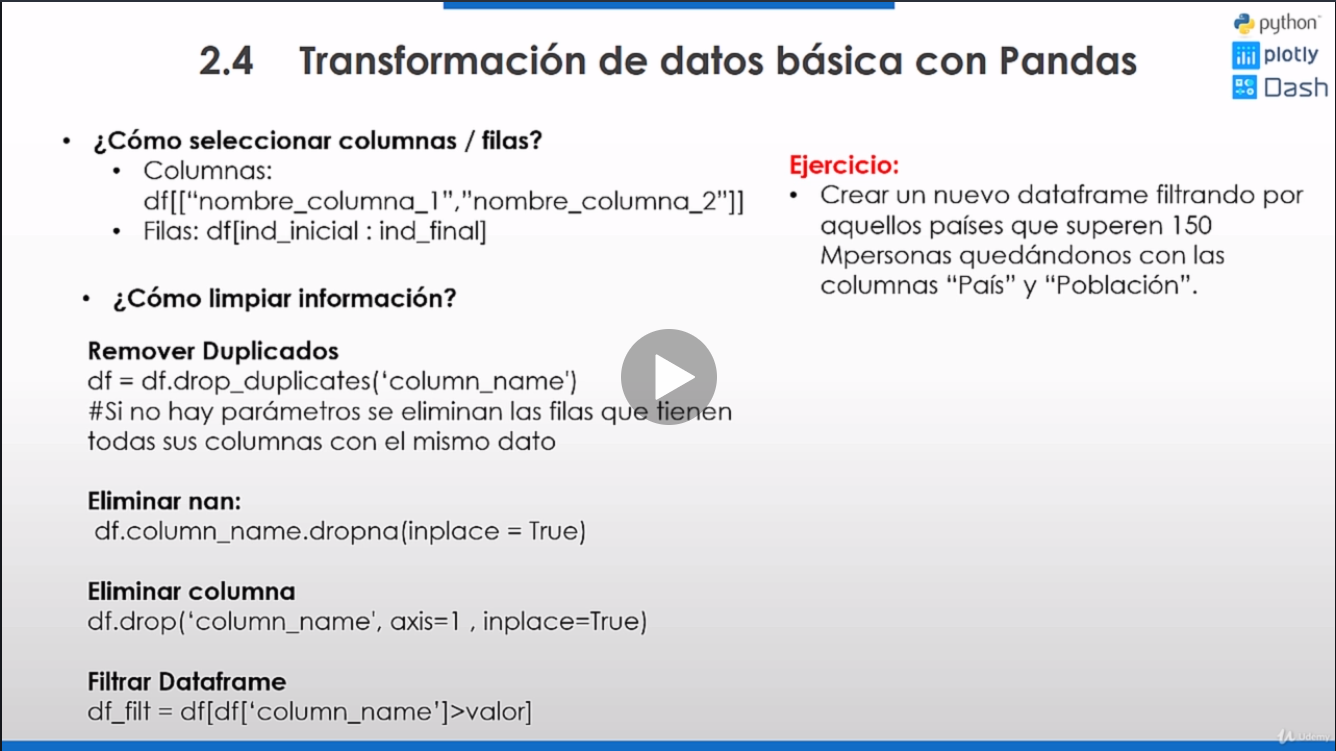 2.4 Transformación de datos básica con Pandas
python
plotly
Dash
• ¿Cómo seleccionar columnas / filas?
• Columnas:
df[["nombre_columna_1","nombre_columna_2"]]
• Filas: df[ind_inicial : ind_final]
• ¿Cómo limpiar información?
Remover Duplicados
df = df.drop_duplicates('column_name')
#Si no hay parámetros se eliminan las filas que tienen
todas sus columnas con el mismo dato
Eliminar nan:
df.column_name.dropna(inplace = True)
Eliminar columna
df.drop('column_name', axis=1 , inplace=True)
Filtrar Dataframe
df_filt = df[df['column_name']>valor]
Ejercicio:
• Crear un nuevo dataframe filtrando por
aquellos países que superen 150
Mpersonas quedándonos con las
columnas "País" y "Población".
Udemy